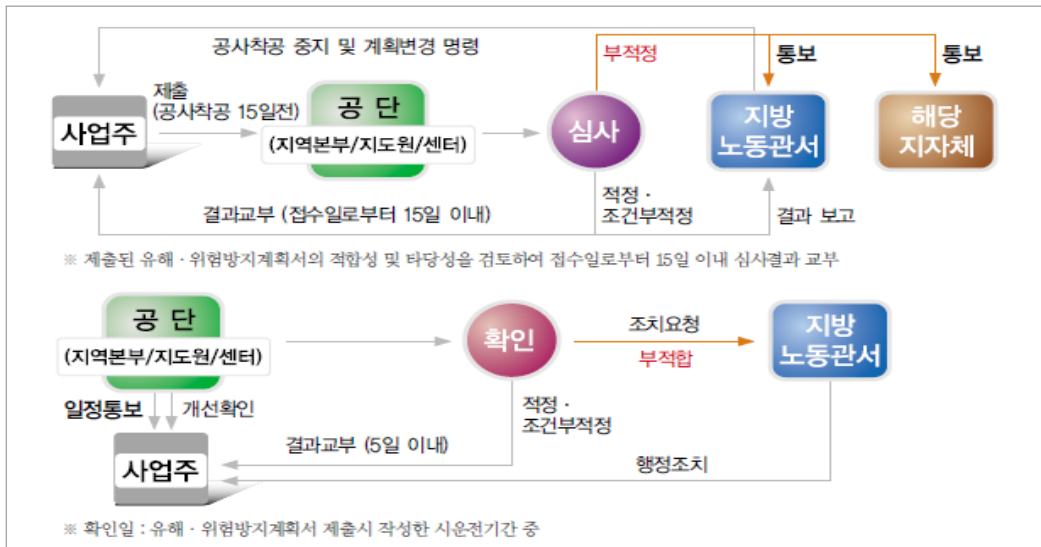 공사착공 중지 및 계획변경 명령
부적정
통보
통보
제출
(공사착공 15일전)
사업주
공 단
(지역본부/지도원/센터)
심사
지방
노동관서
해당
지자체
결과교부 (접수일로부터 15일 이내)
적정 ·
조건부적정
결과 보고
※ 제출된 유해 · 위험방지계획서의 적합성 및 타당성을 검토하여 접수일로부터 15일 이내 심사결과 교부
공 단
(지역본부/지도원/센터)
확인
조치요청
부적합
지방
노동관서
일정통보
개선확인
적정 ·
조건부적정
사업주
결과교부 (5일 이내)
행정조치
※ 확인일 : 유해 · 위험방지계획서 제출시 작성한 시운전기간 중